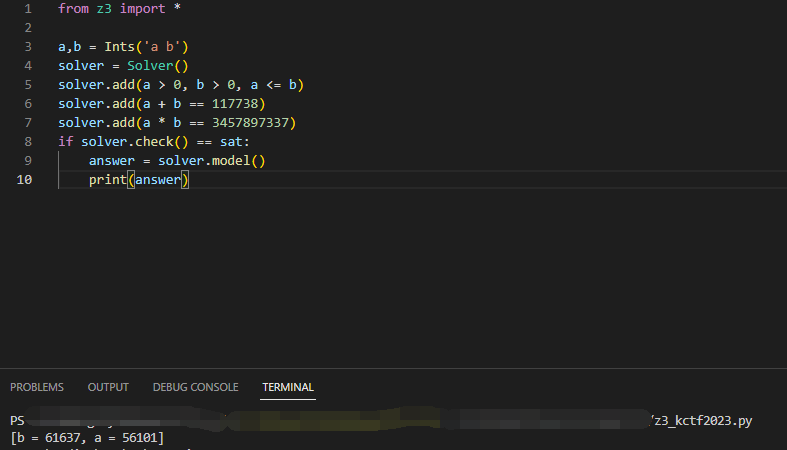 1 from z3 import *
2
3 a,b = Ints('a b')
4 solver = Solver()
5 solver.add(a > 0, b > 0, a <= b)
6 solver.add(a + b == 117738)
7 solver.add(a * b == 3457897337)
8 if solver.check() == sat:
9     answer = solver.model()
10     print(answer)
PROBLEMS OUTPUT DEBUG CONSOLE TERMINAL
PS /z3_kctf2023.py
[b = 61637, a = 56101]